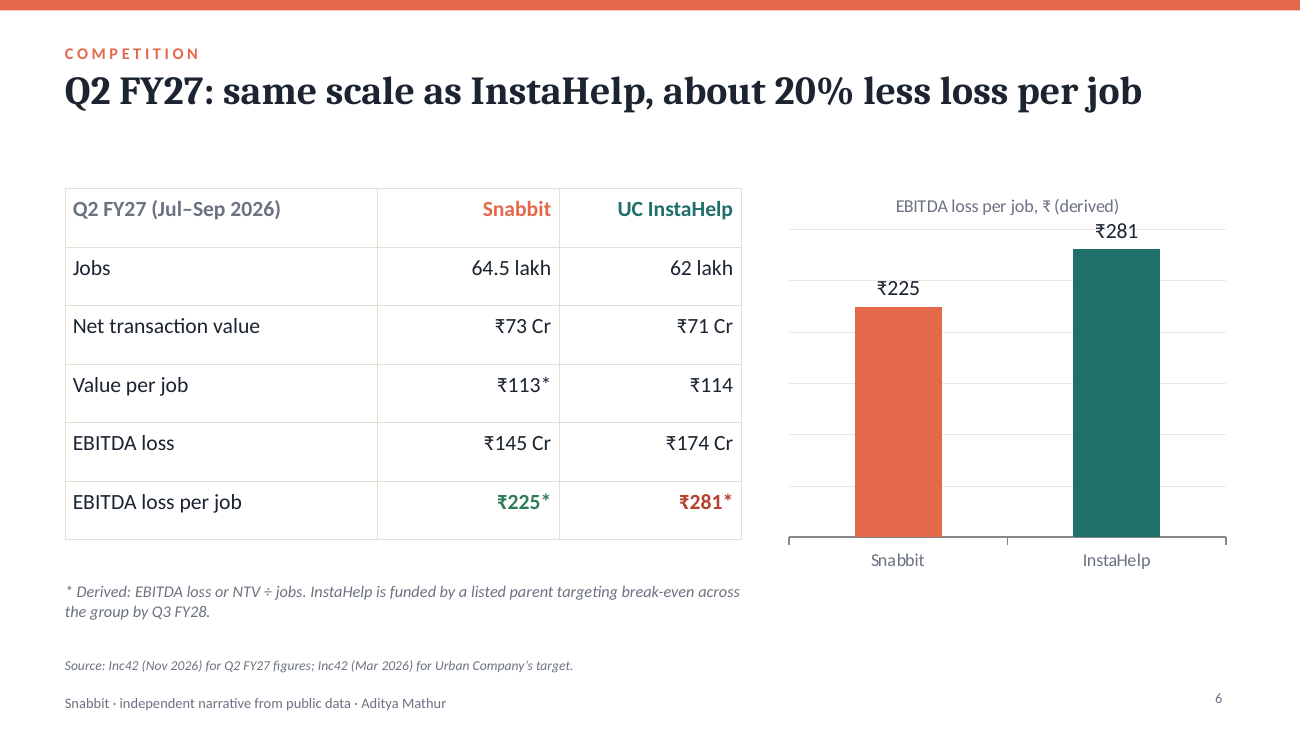 COMPETITION
Q2 FY27: same scale as InstaHelp, about 20% less loss per job
Q2 FY27 (Jul–Sep 2026) Snabbit UC InstaHelp
Jobs 64.5 lakh 62 lakh
Net transaction value ₹73 Cr ₹71 Cr
Value per job ₹113* ₹114
EBITDA loss ₹145 Cr ₹174 Cr
EBITDA loss per job ₹225* ₹281*
EBITDA loss per job, ₹ (derived)
₹281
₹225
Snabbit InstaHelp
* Derived: EBITDA loss or NTV ÷ jobs. InstaHelp is funded by a listed parent targeting break-even across
the group by Q3 FY28.
Source: Inc42 (Nov 2026) for Q2 FY27 figures; Inc42 (Mar 2026) for Urban Company’s target.
Snabbit · independent narrative from public data · Aditya Mathur
6